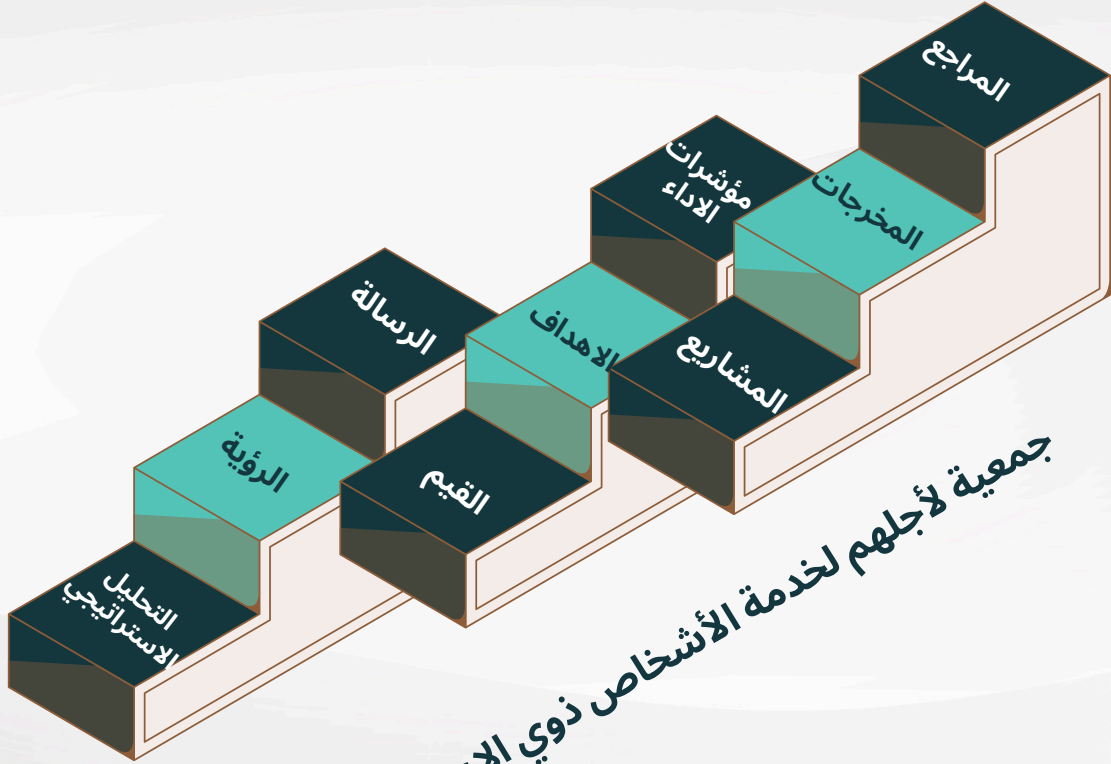 التحليل
الاستراتيجي
الرؤية
الرسالة
القيم
الاهداف
مؤشرات
الاداء
المشاريع
المخرجات
المراجع
جمعية لأجلهم لخدمة الأشخاص ذوي